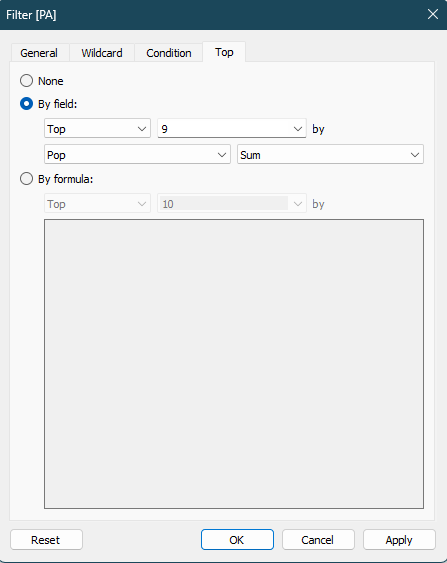 Filter [PA]
General Wildcard Condition Top
None
By field:
Top 9 by
Pop Sum
By formula:
Top 10 by
Reset OK Cancel Apply